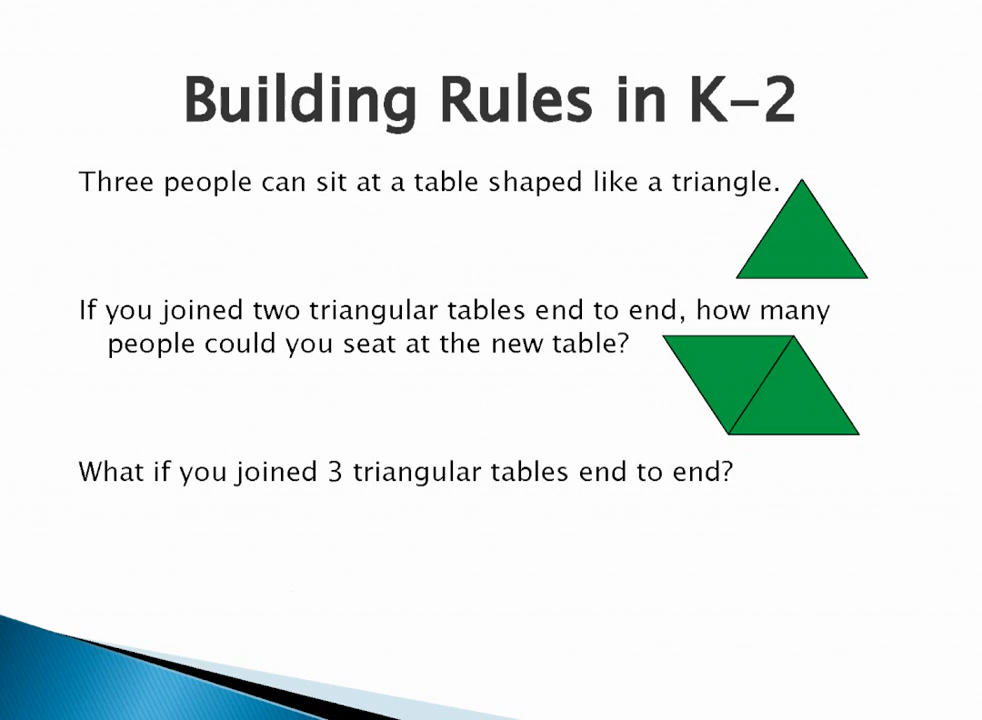 Building Rules in K-2
Three people can sit at a table shaped like a triangle.
If you joined two triangular tables end to end, how many
people could you seat at the new table?
What if you joined 3 triangular tables end to end?